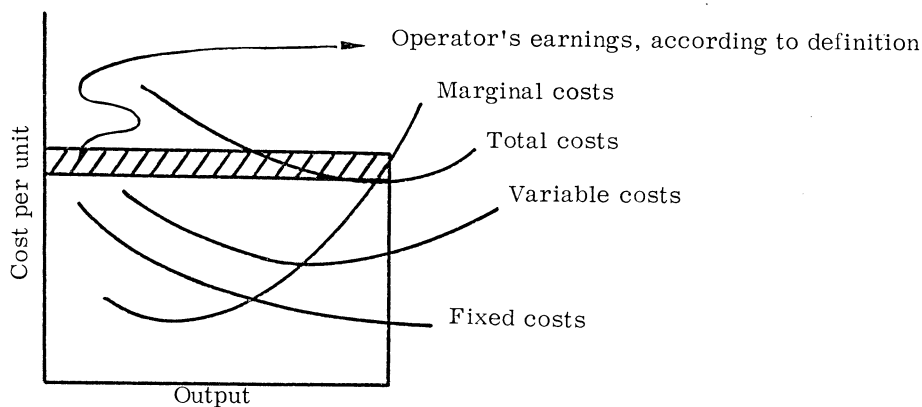 Operator's earnings, according to definition
Marginal costs
Total costs
Variable costs
Fixed costs
Cost per unit
Output